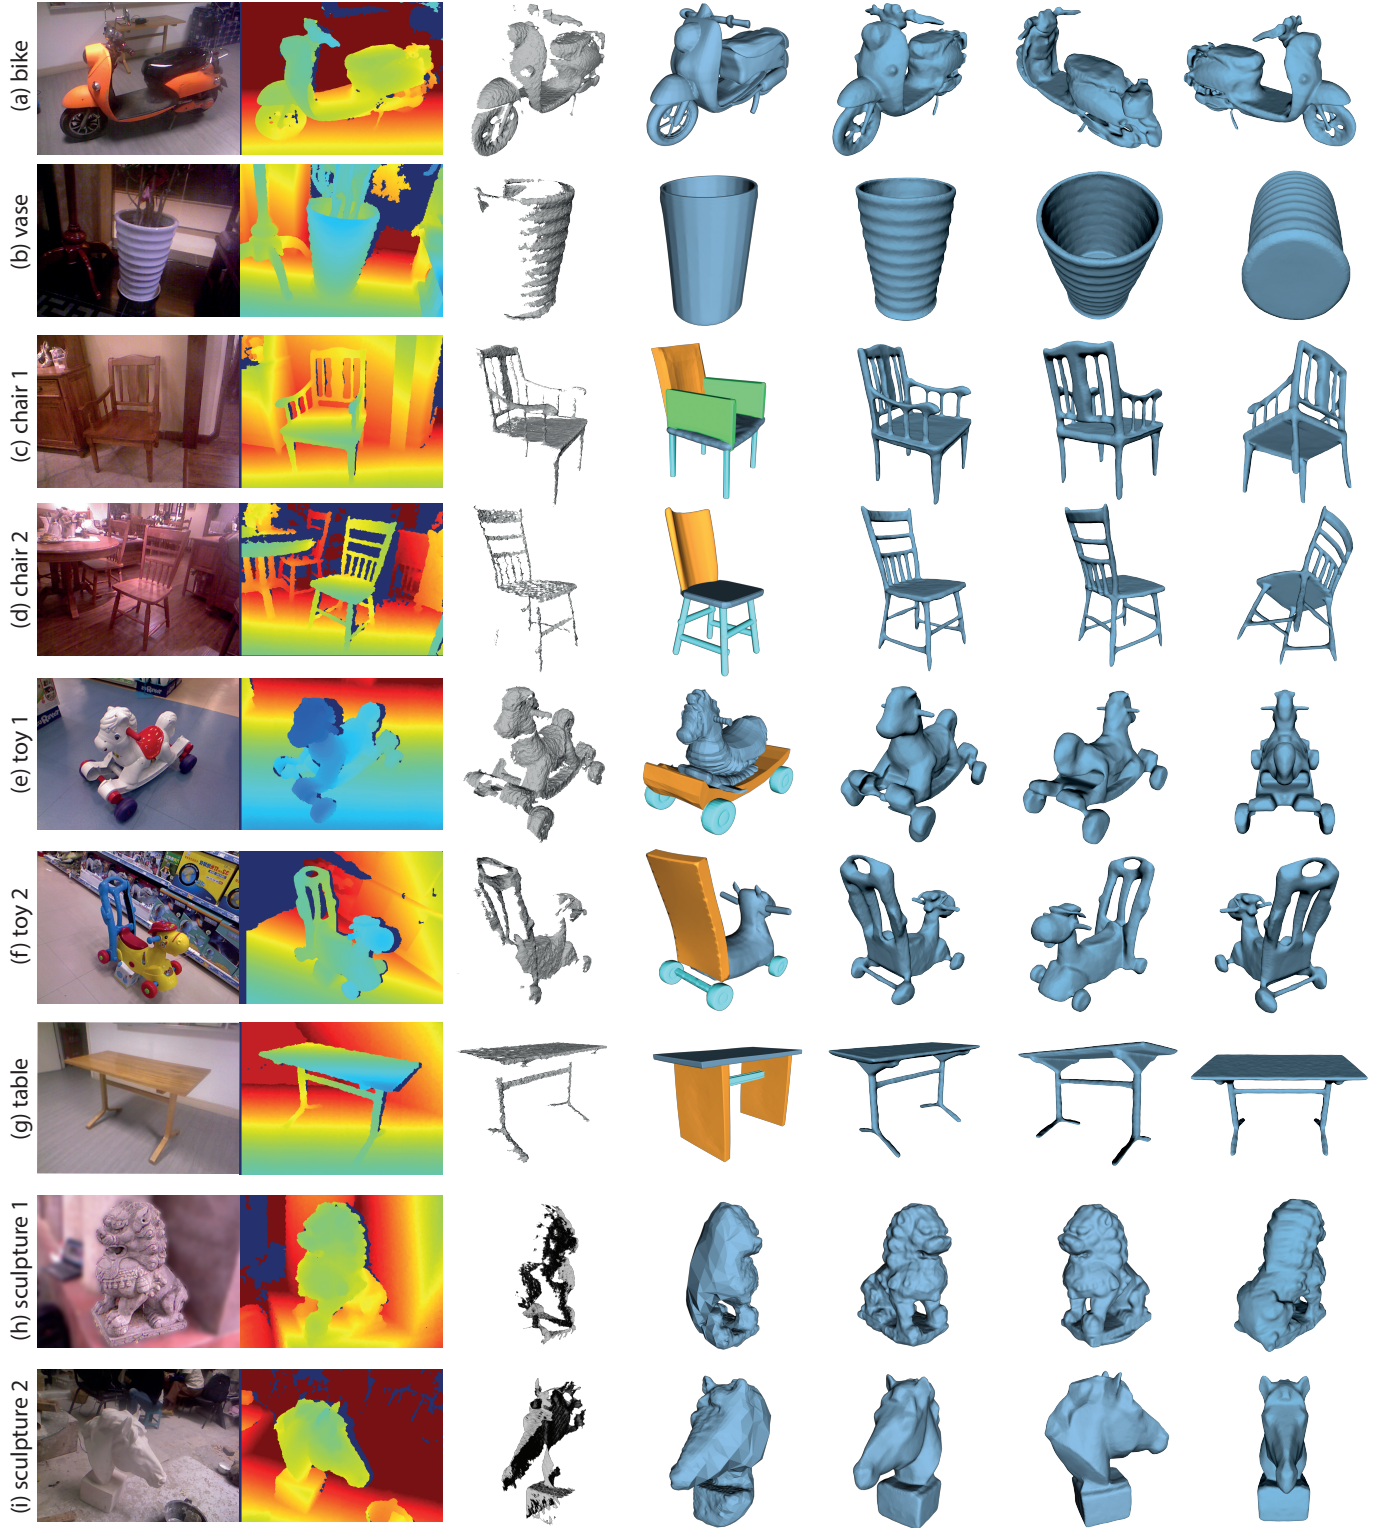 (a) bike
(b) vase
(c) chair 1
(d) chair 2
(e) toy 1
(f) toy 2
(g) table
(h) sculpture 1
(i) sculpture 2